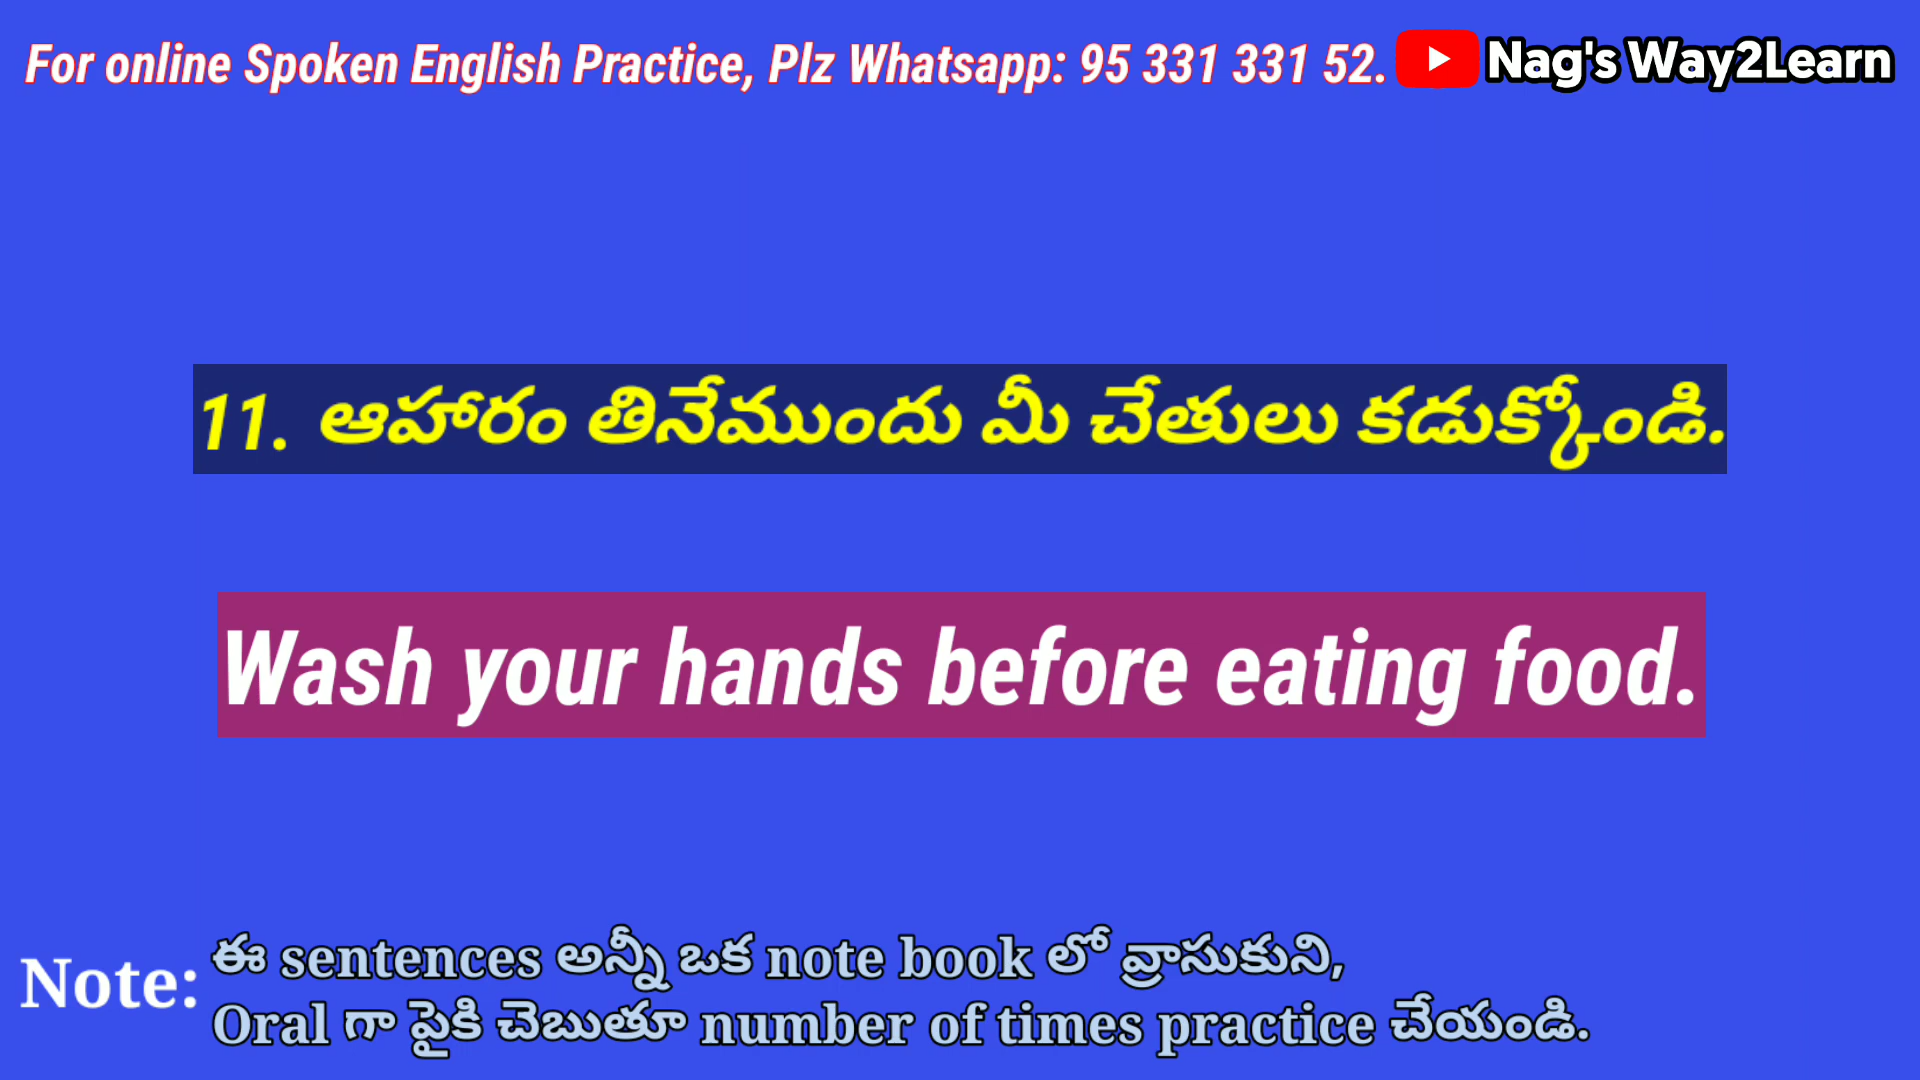 For online Spoken English Practice, Plz Whatsapp: 95 331 331 52. Nag's Way2Learn
11. ఆహారం తినేముందు మీ చేతులు కడుక్కోండి.
Wash your hands before eating food.
Note: ఈ sentences అన్నీ ఒక note book లో వ్రాసుకుని,
Oral గా పైకి చెబుతూ number of times practice చేయండి.